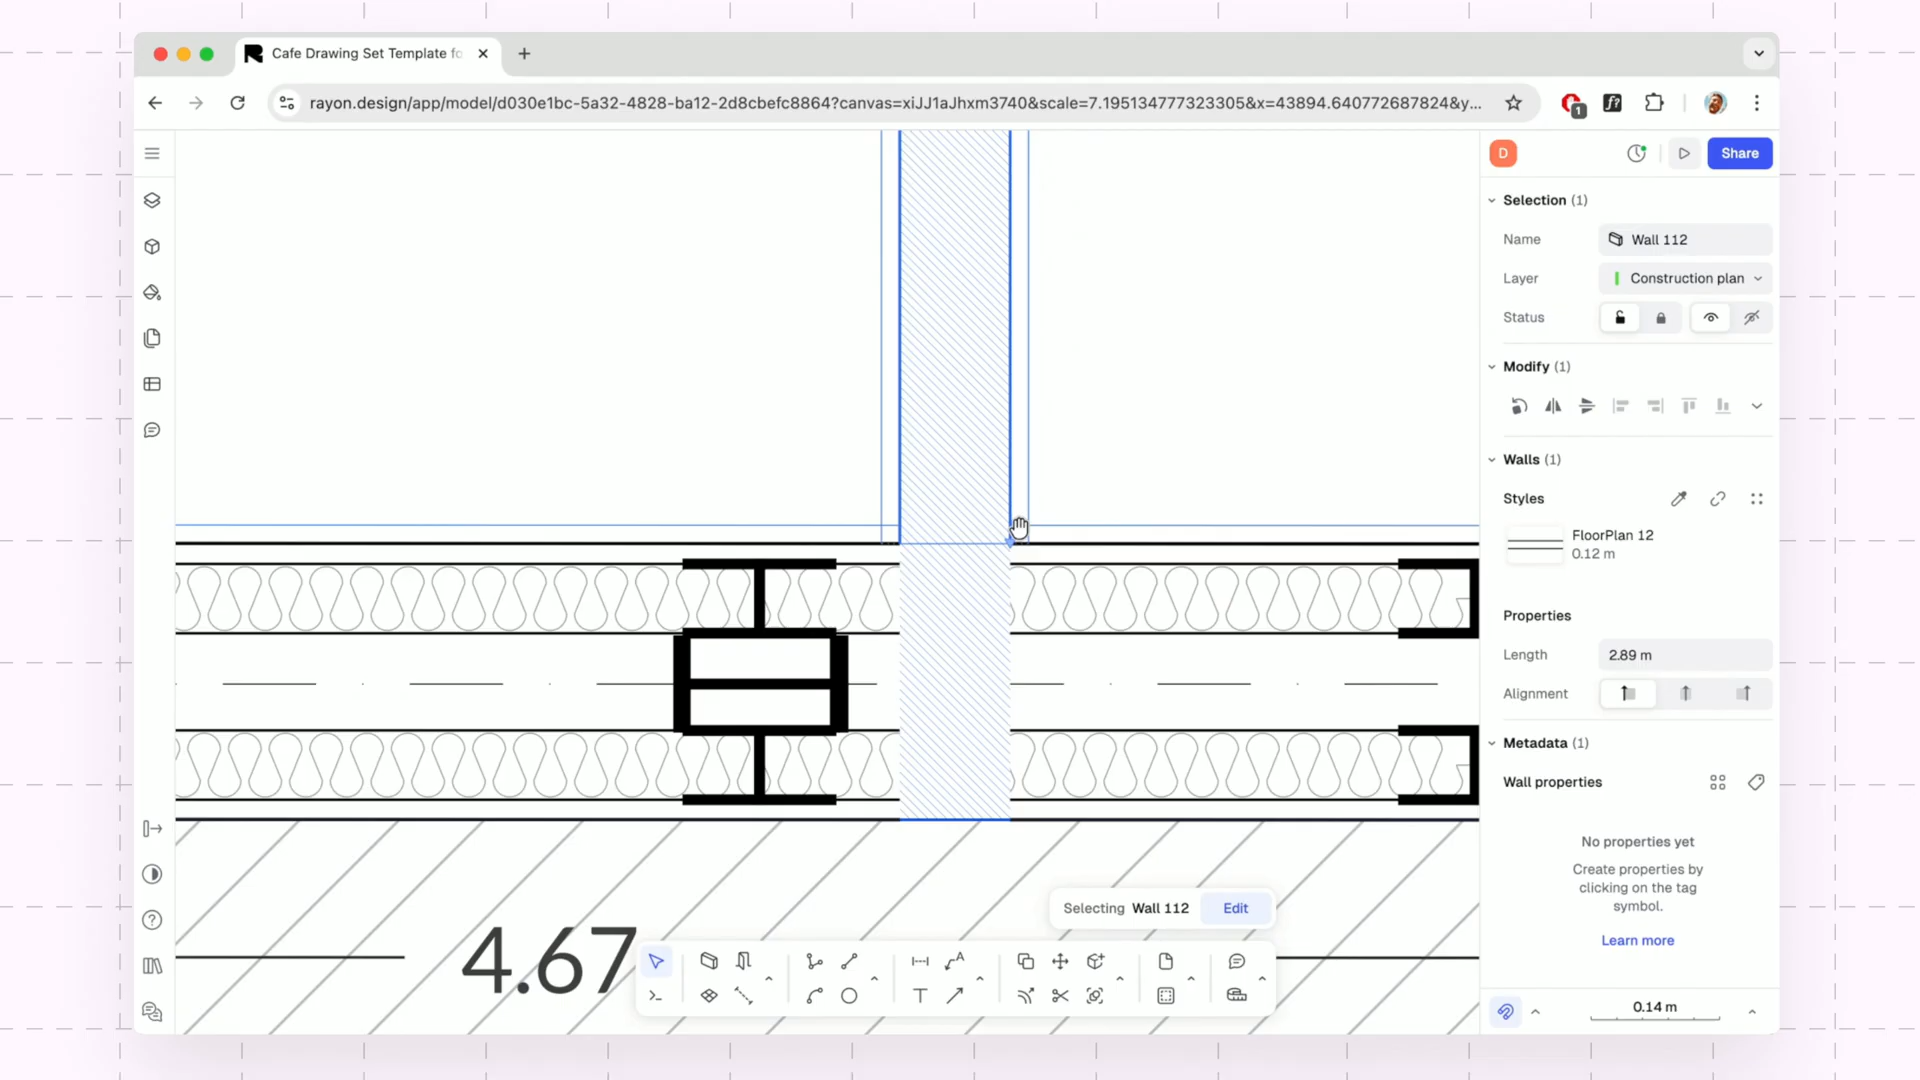 Cafe Drawing Set Template fo
rayon.design/app/model/d030e1bc-5a32-4828-ba12-2d8cbefc8864?canvas=xiJJ1aJhxm3740&scale=7.195134777323305&x=43894.640772687824&y...
1
D
Share
Selection (1)
Name
Wall 112
Layer
Construction plan
Status
Modify (1)
Walls (1)
Styles
FloorPlan 12
0.12 m
Properties
Length
2.89 m
Alignment
Metadata (1)
Wall properties
No properties yet
Create properties by
clicking on the tag
symbol.
Learn more
Selecting Wall 112
Edit
4.67
0.14 m